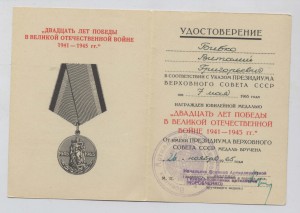 "ДВАДЦАТЬ ЛЕТ ПОБЕДЫ
В ВЕЛИКОЙ ОТЕЧЕСТВЕННОЙ ВОЙНЕ
1941—1945 гг."
УДОСТОВЕРЕНИЕ
Григорьевич
В СООТВЕТСТВИИ С УКАЗОМ ПРЕЗИДИУМА
ВЕРХОВНОГО СОВЕТА СССР
от 7 мая 1965 года
НАГРАЖДЕН ЮБИЛЕЙНОЙ МЕДАЛЬЮ
"ДВАДЦАТЬ ЛЕТ ПОБЕДЫ
В ВЕЛИКОЙ ОТЕЧЕСТВЕННОЙ
ВОЙНЕ 1941—1945 гг."
От имени ПРЕЗИДИУМА ВЕРХОВНОГО
СОВЕТА СССР МЕДАЛЬ ВРУЧЕНА